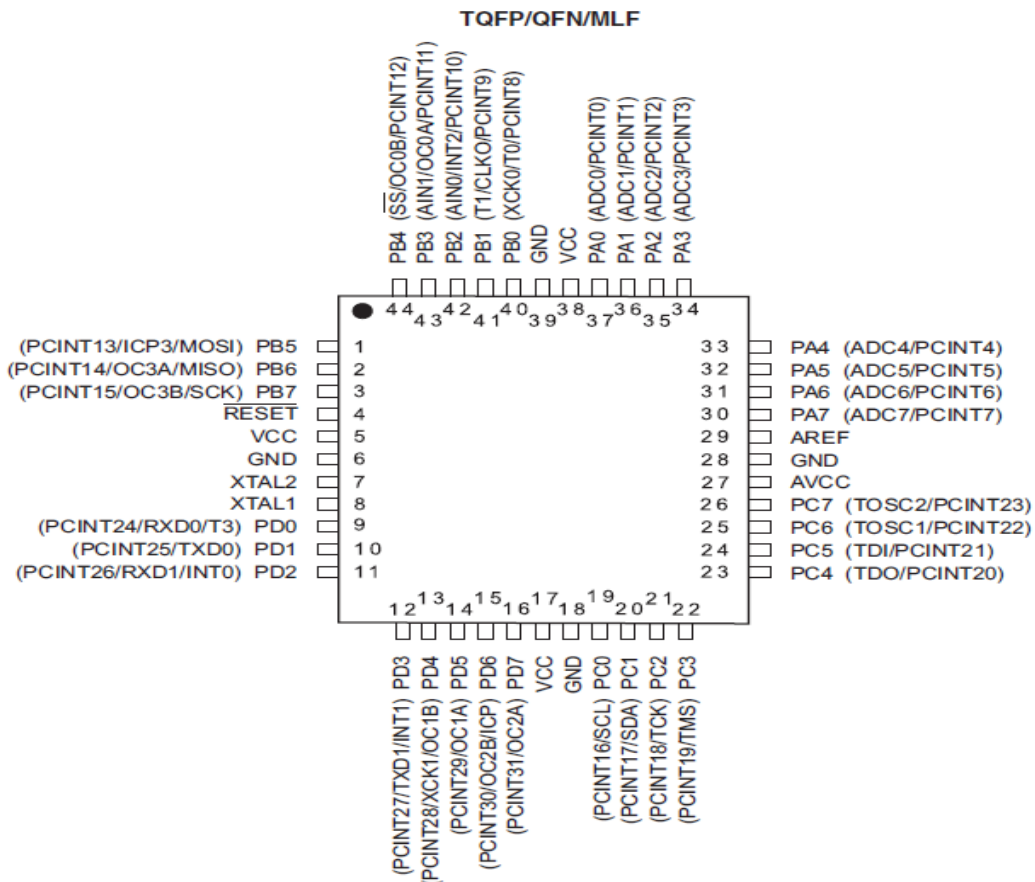 TQFP/QFN/MLF
PB4 (SS/OC0B/PCINT12)
PB3 (AIN1/OC0A/PCINT11)
PB2 (AIN0/INT2/PCINT10)
PB1 (T1/CLKO/PCINT9)
PB0 (XCK0/T0/PCINT8)
GND
VCC
PA0 (ADC0/PCINT0)
PA1 (ADC1/PCINT1)
PA2 (ADC2/PCINT2)
PA3 (ADC3/PCINT3)
44
43
42
41
40
39
38
37
36
35
34
(PCINT13/ICP3/MOSI) PB5 1
(PCINT14/OC3A/MISO) PB6 2
(PCINT15/OC3B/SCK) PB7 3
RESET 4
VCC 5
GND 6
XTAL2 7
XTAL1 8
(PCINT24/RXD0/T3) PD0 9
(PCINT25/TXD0) PD1 10
(PCINT26/RXD1/INT0) PD2 11
33 PA4 (ADC4/PCINT4)
32 PA5 (ADC5/PCINT5)
31 PA6 (ADC6/PCINT6)
30 PA7 (ADC7/PCINT7)
29 AREF
28 GND
27 AVCC
26 PC7 (TOSC2/PCINT23)
25 PC6 (TOSC1/PCINT22)
24 PC5 (TDI/PCINT21)
23 PC4 (TDO/PCINT20)
12
13
14
15
16
17
18
19
20
21
22
(PCINT27/TXD1/INT1) PD3
(PCINT28/XCK1/OC1B) PD4
(PCINT29/OC1A) PD5
(PCINT30/OC2B/ICP) PD6
(PCINT31/OC2A) PD7
VCC
GND
(PCINT16/SCL) PC0
(PCINT17/SDA) PC1
(PCINT18/TCK) PC2
(PCINT19/TMS) PC3